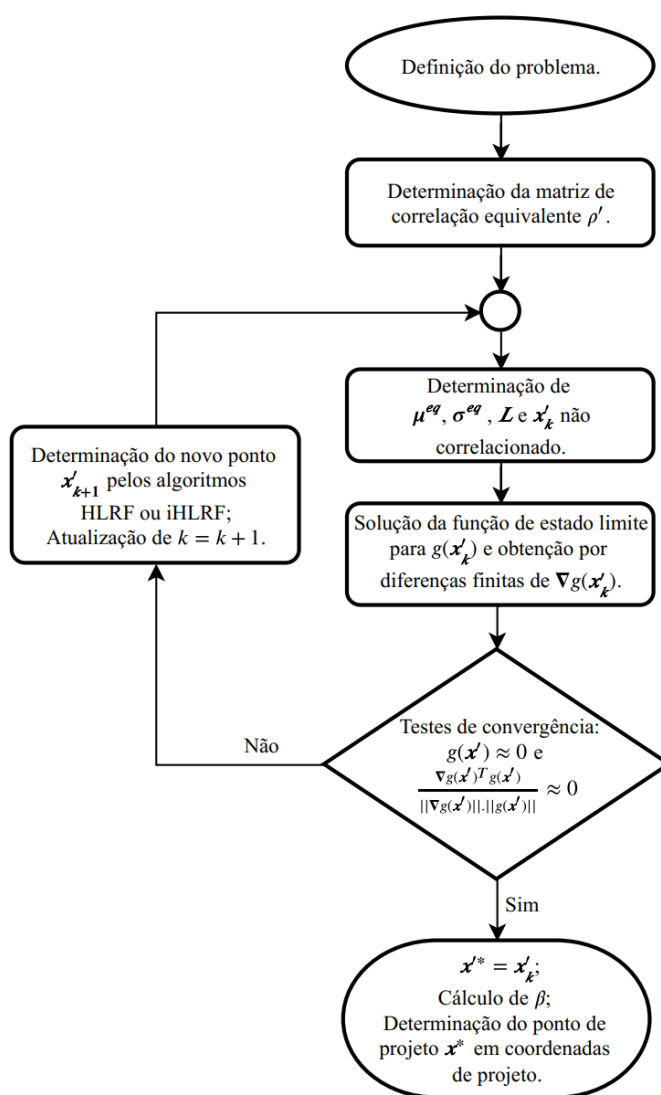 Definição do problema.
Determinação da matriz de
correlação equivalente ρ′.
Determinação de
μ^eq, σ^eq , L e x′_k não
correlacionado.
Solução da função de estado limite
para g(x′_k) e obtenção por
diferenças finitas de ∇g(x′_k).
Testes de convergência:
g(x′) ≈ 0 e
∇g(x′)^T g(x′)
||∇g(x′)||.||g(x′)||
≈ 0
Não
Determinação do novo ponto
x′_{k+1} pelos algoritmos
HLRF ou iHLRF;
Atualização de k = k + 1.
Sim
x′* = x′_k;
Cálculo de β;
Determinação do ponto de
projeto x* em coordenadas
de projeto.